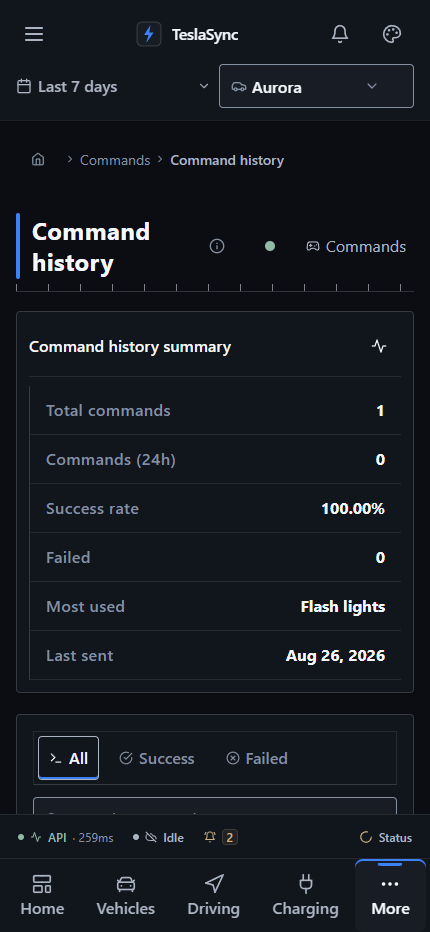 TeslaSync
Last 7 days
Aurora
Commands
Command history
Command
history
Commands
Command history summary
Total commands
1
Commands (24h)
0
Success rate
100.00%
Failed
0
Most used
Flash lights
Last sent
Aug 26, 2026
All
Success
Failed
API · 259ms
Idle
2
Status
Home
Vehicles
Driving
Charging
More